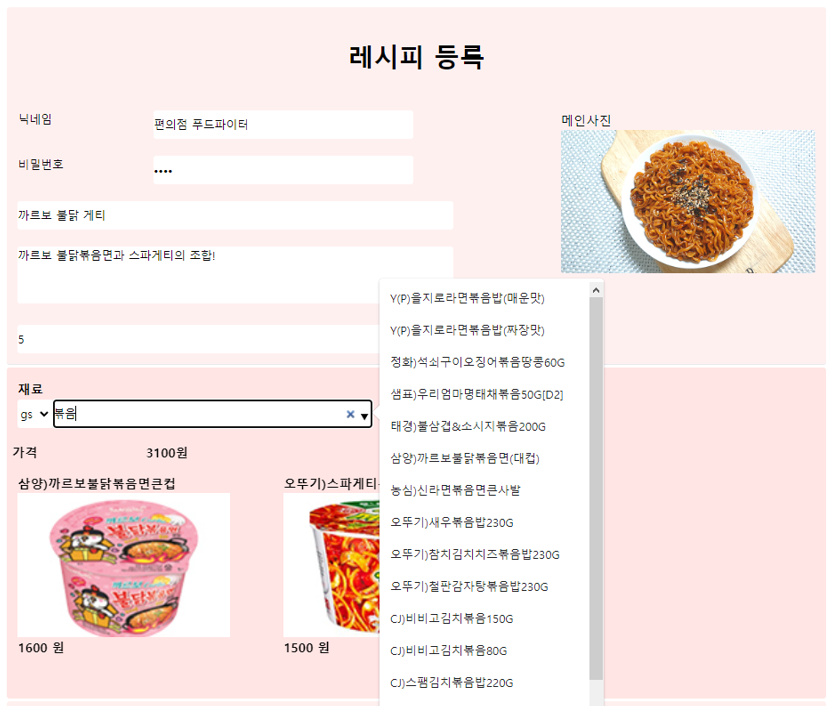 레시피 등록
닉네임
편의점 푸드파이터
메인사진
비밀번호
••••
까르보 불닭 게티
까르보 불닭볶음면과 스파게티의 조합!
5
재료
gs
볶음
가격
3100원
삼양)까르보불닭볶음면큰컵
오뚜기)스파게티
불닭볶음면
1600 원
1500 원
Y(P)을지로라면볶음밥(매운맛)
Y(P)을지로라면볶음밥(짜장맛)
정화)석쇠구이오징어볶음땅콩60G
샘표)우리엄마명태채볶음50G[D2]
태경)불삼겹&소시지볶음200G
삼양)까르보불닭볶음면(대컵)
농심)신라면볶음면큰사발
오뚜기)새우볶음밥230G
오뚜기)참치김치치즈볶음밥230G
오뚜기)철판감자탕볶음밥230G
CJ)비비고김치볶음150G
CJ)비비고김치볶음80G
CJ)스팸김치볶음밥220G